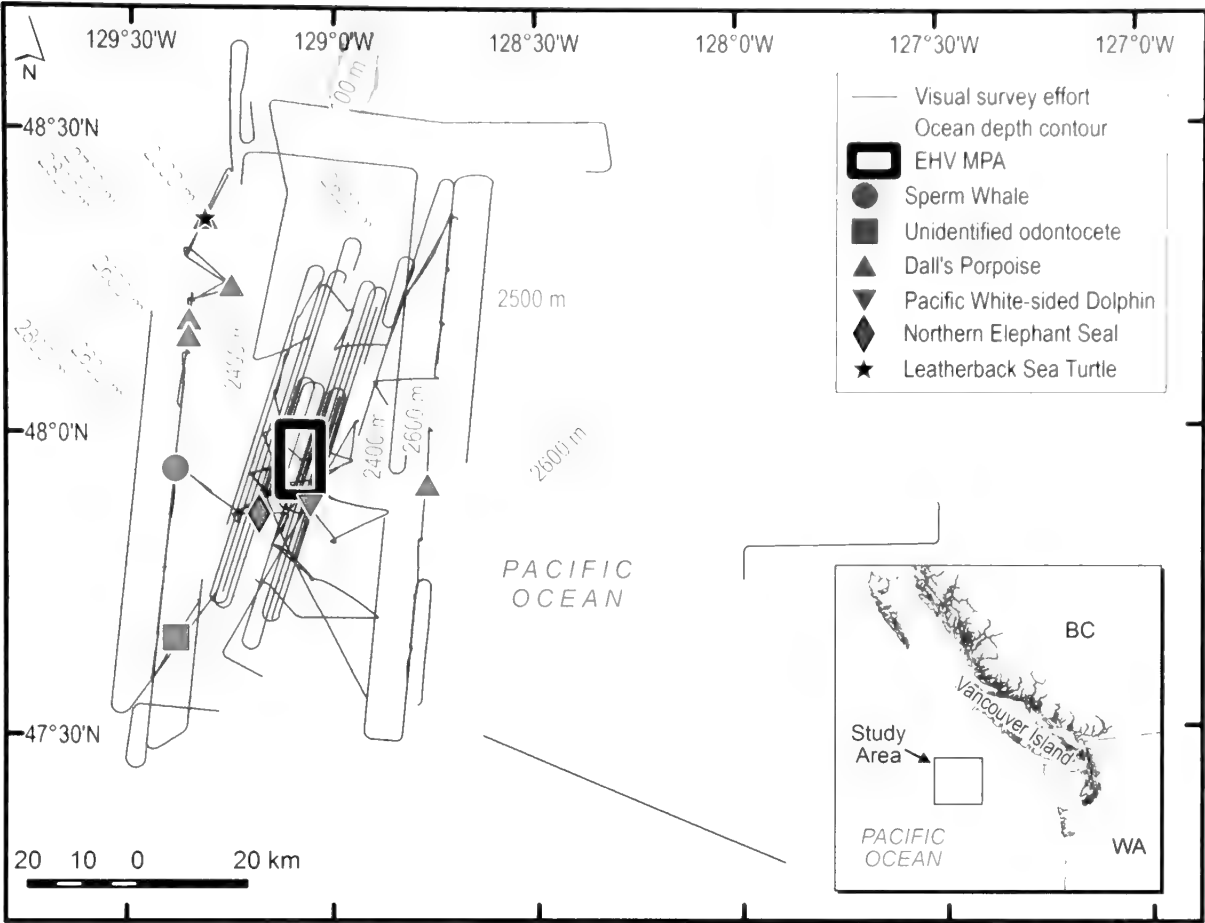 129°30'W 129°0'W 128°30'W 128°0'W 127°30'W 127°0'W
N
48°30'N
48°0'N
47°30'N
Visual survey effort
Ocean depth contour
EHV MPA
Sperm Whale
Unidentified odontocete
Dall's Porpoise
Pacific White-sided Dolphin
Northern Elephant Seal
Leatherback Sea Turtle
2500 m
2400 m
2600 m
2600 m
PACIFIC
OCEAN
BC
Vancouver Island
Study
Area
PACIFIC
OCEAN
WA
20 10 0 20 km